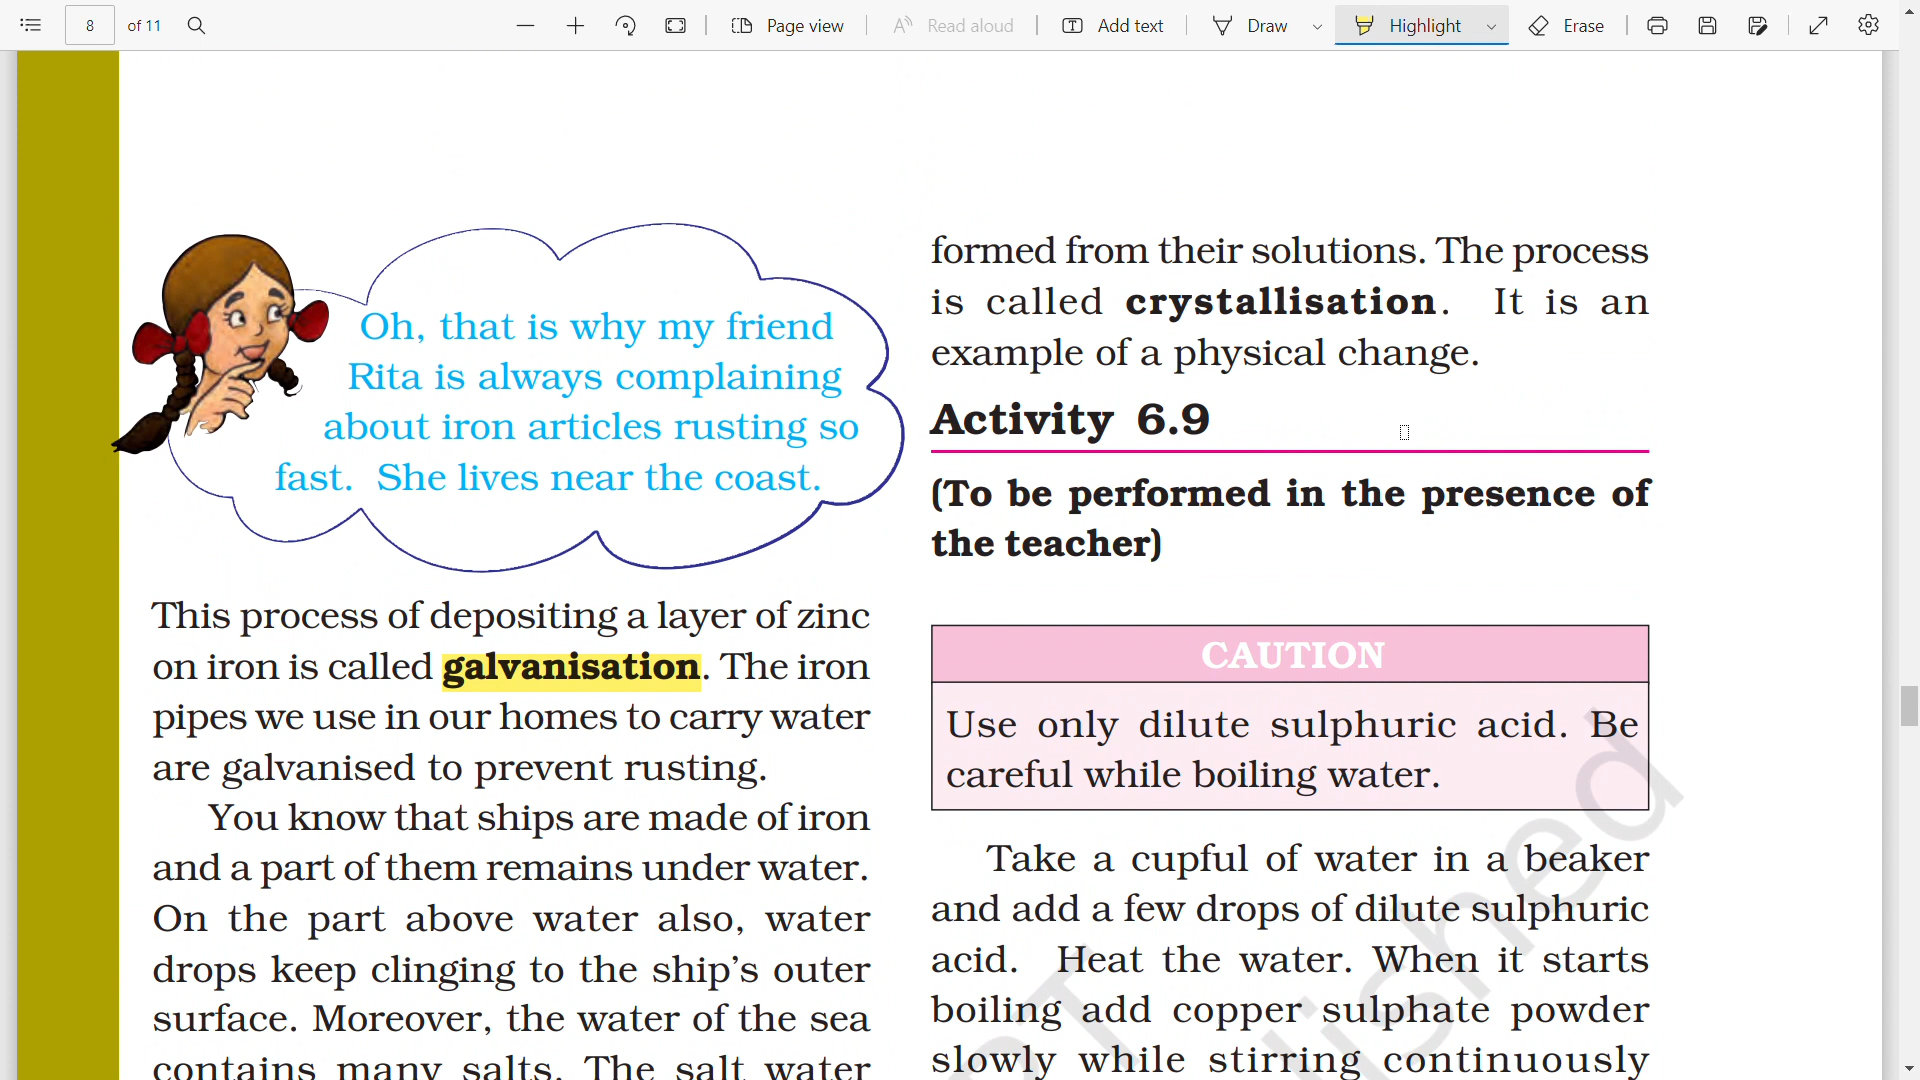 8 of 11 Page view Read aloud Add text Draw Highlight Erase
Oh, that is why my friend
Rita is always complaining
about iron articles rusting so
fast. She lives near the coast.
This process of depositing a layer of zinc
on iron is called galvanisation. The iron
pipes we use in our homes to carry water
are galvanised to prevent rusting.
You know that ships are made of iron
and a part of them remains under water.
On the part above water also, water
drops keep clinging to the ship’s outer
surface. Moreover, the water of the sea
contains many salts. The salt water
formed from their solutions. The process
is called crystallisation. It is an
example of a physical change.
Activity 6.9
(To be performed in the presence of
the teacher)
CAUTION
Use only dilute sulphuric acid. Be
careful while boiling water.
Take a cupful of water in a beaker
and add a few drops of dilute sulphuric
acid. Heat the water. When it starts
boiling add copper sulphate powder
slowly while stirring continuously